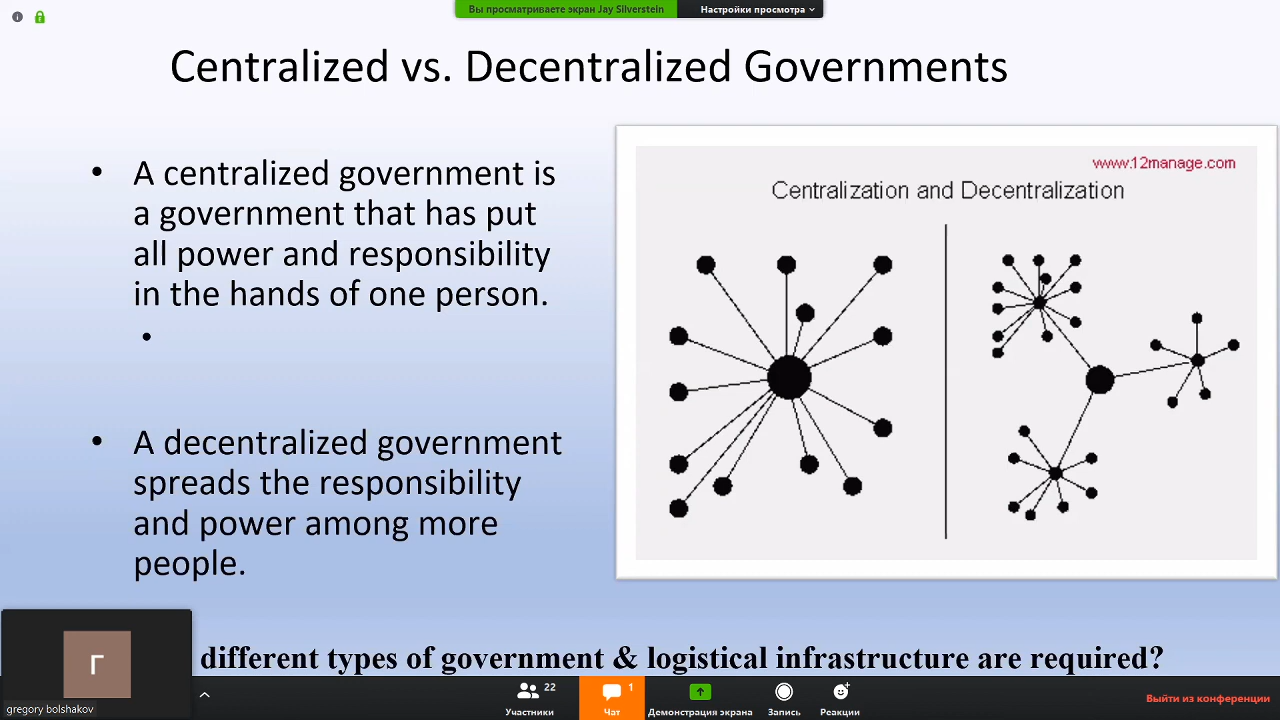 Вы просматриваете экран Jay Silverstein
Настройки просмотра
Centralized vs. Decentralized Governments
• A centralized government is
a government that has put
all power and responsibility
in the hands of one person.
•
• A decentralized government
spreads the responsibility
and power among more
people.
www.12manage.com
Centralization and Decentralization
different types of government & logistical infrastructure are required?
Г
gregory bolshakov
22
Участники
1
Чат
Демонстрация экрана
Запись
Реакции
Выйти из конференции